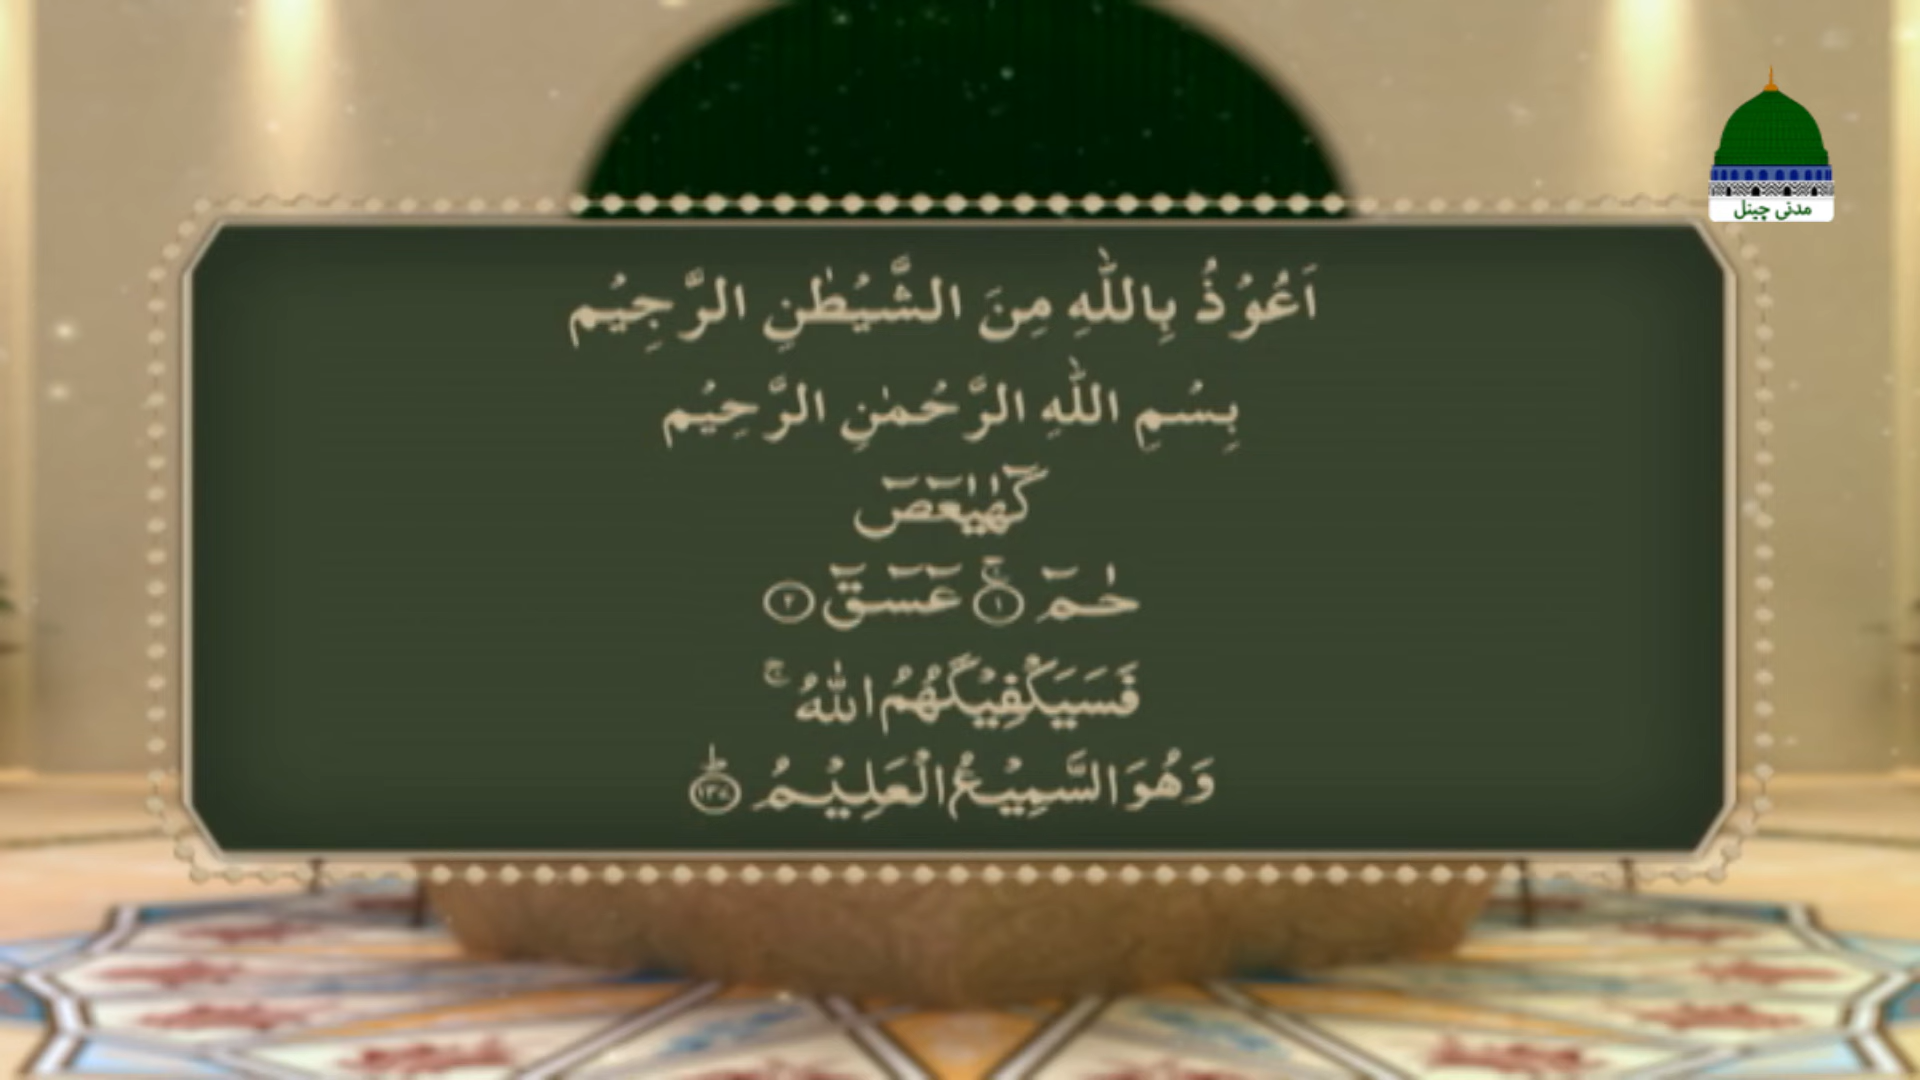 مدنی چینل
اَعُوْذُ بِاللّٰهِ مِنَ الشَّيْطٰنِ الرَّجِيْم
بِسْمِ اللّٰهِ الرَّحْمٰنِ الرَّحِيْم
كٓهٰيٰعٓصٓ
حٰمٓ ۚ﴿۱﴾ عٓسٓقٓ ﴿۲﴾
فَسَيَكْفِيْكَهُمُ اللّٰهُ ۚ
وَهُوَ السَّمِيْعُ الْعَلِيْمُ ؕ﴿۱۳۷﴾